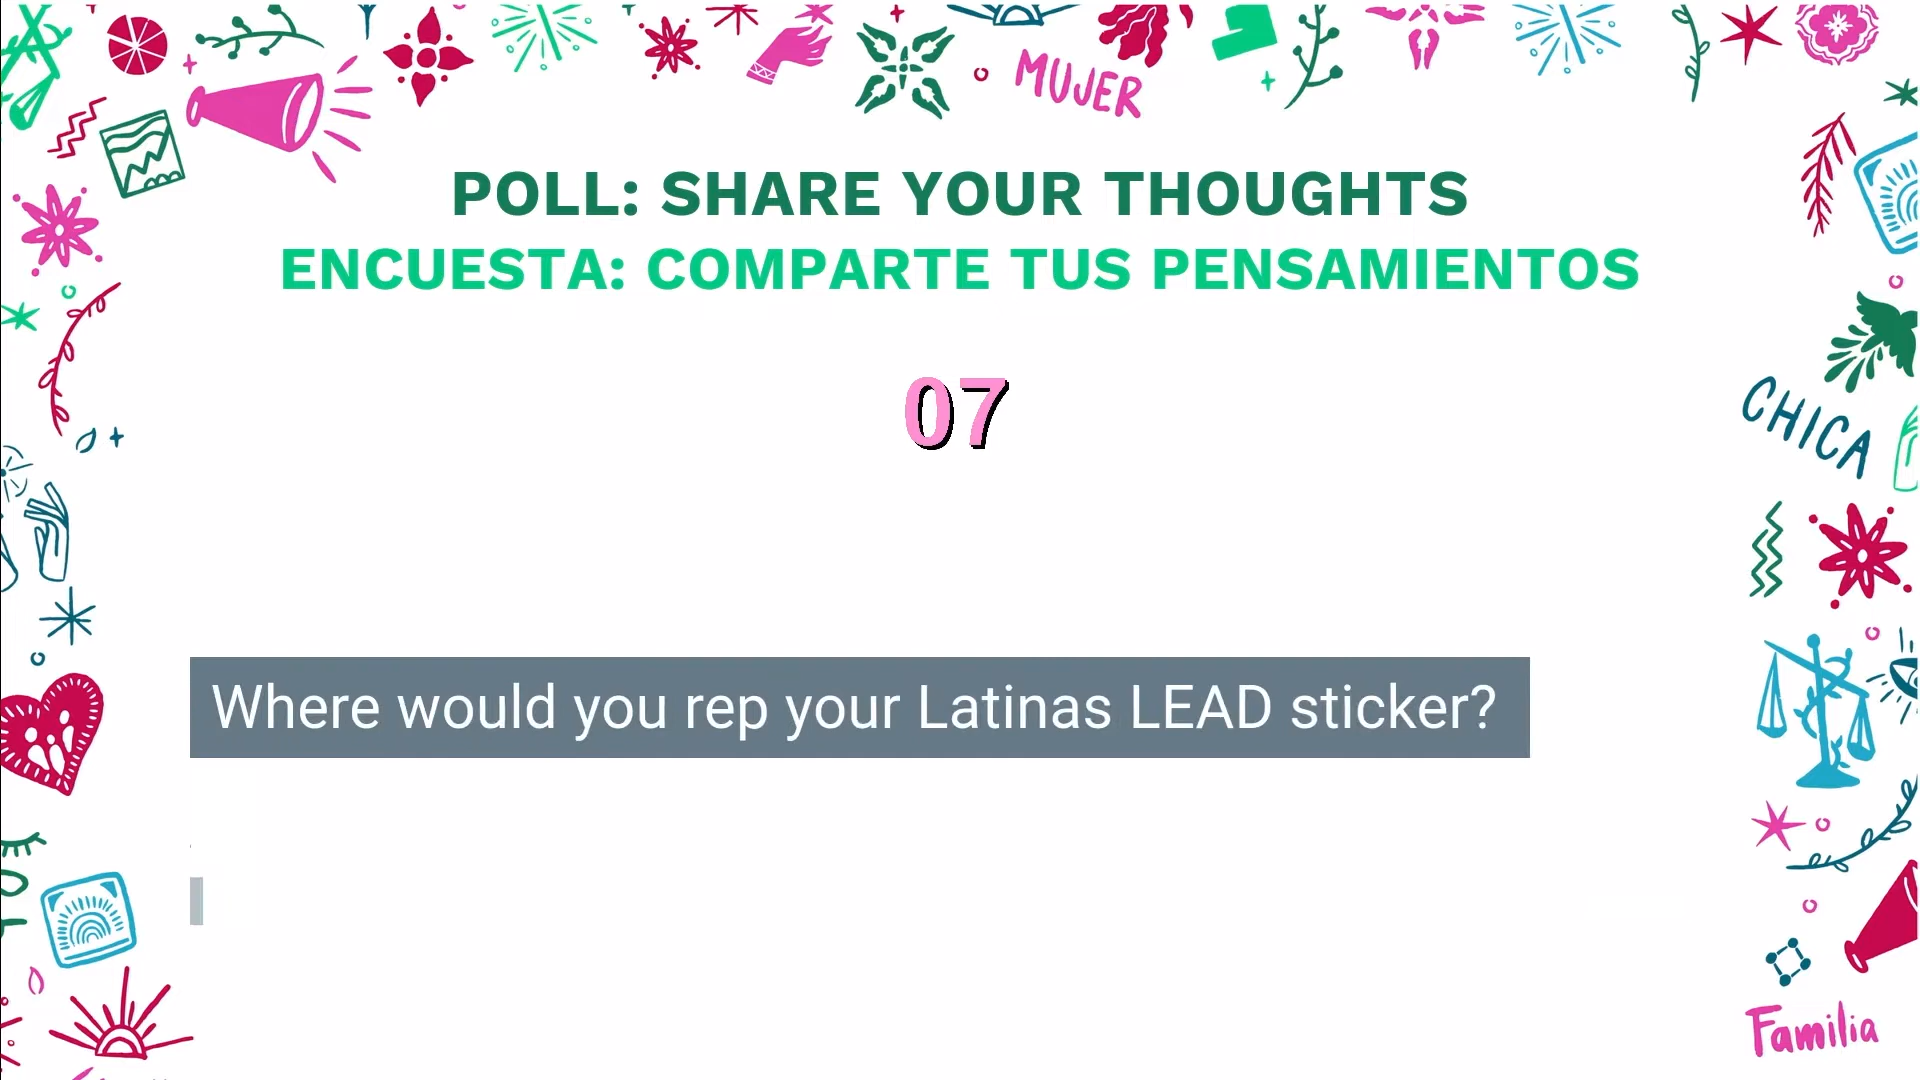 MUJER
POLL: SHARE YOUR THOUGHTS
ENCUESTA: COMPARTE TUS PENSAMIENTOS
07
CHICA
Where would you rep your Latinas LEAD sticker?
Familia